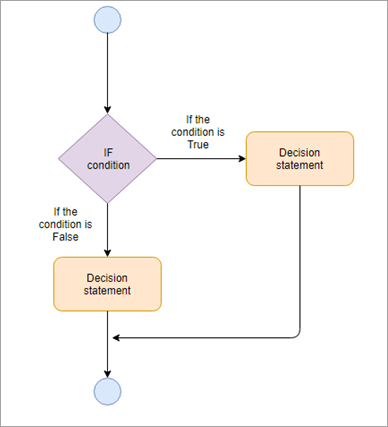 If the
condition is
True
IF
condition
Decision
statement
If the
condition is
False
Decision
statement